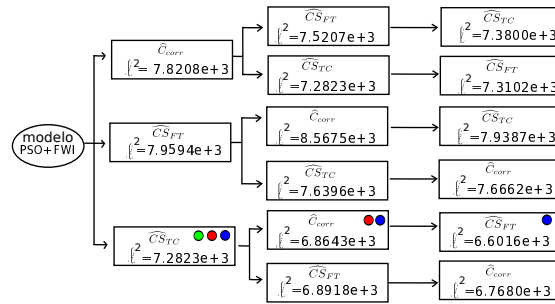 modelo
PSO+FWI
Ĉ_corr
ℓ²= 7.8208e+3
ĈS_FT
ℓ²=7.9594e+3
ĈS_TC
ℓ²=7.2823e+3
ĈS_FT
ℓ²=7.5207e+3
ĈS_TC
ℓ²=7.2823e+3
Ĉ_corr
ℓ²=8.5675e+3
ĈS_TC
ℓ²=7.6396e+3
Ĉ_corr
ℓ²=6.8643e+3
ĈS_FT
ℓ²=6.8918e+3
ĈS_TC
ℓ²=7.3800e+3
ĈS_FT
ℓ²=7.3102e+3
ĈS_TC
ℓ²=7.9387e+3
Ĉ_corr
ℓ²=7.6662e+3
ĈS_FT
ℓ²=6.6016e+3
Ĉ_corr
ℓ²=6.7680e+3